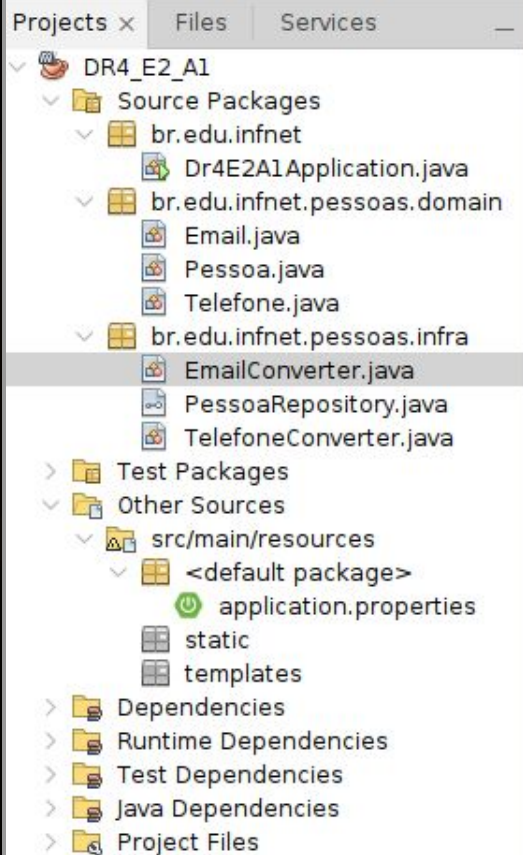 Projects × Files Services
DR4_E2_A1
Source Packages
br.edu.infnet
Dr4E2A1Application.java
br.edu.infnet.pessoas.domain
Email.java
Pessoa.java
Telefone.java
br.edu.infnet.pessoas.infra
EmailConverter.java
PessoaRepository.java
TelefoneConverter.java
Test Packages
Other Sources
src/main/resources
<default package>
application.properties
static
templates
Dependencies
Runtime Dependencies
Test Dependencies
Java Dependencies
Project Files